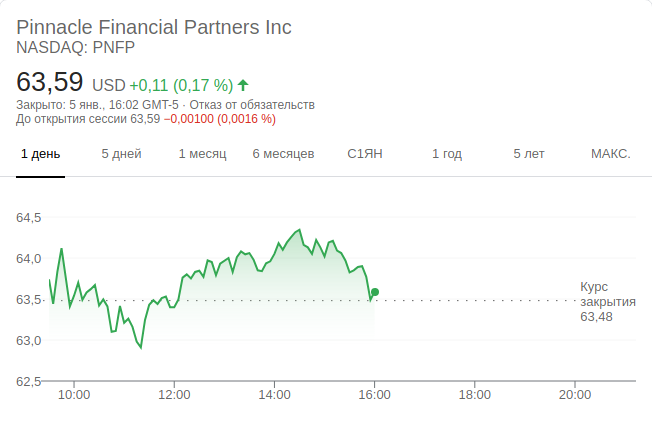 Pinnacle Financial Partners Inc
NASDAQ: PNFP
63,59 USD +0,11 (0,17 %)
Закрыто: 5 янв., 16:02 GMT-5 · Отказ от обязательств
До открытия сессии 63,59 −0,00100 (0,0016 %)
1 день 5 дней 1 месяц 6 месяцев С1ЯН 1 год 5 лет МАКС.
64,5
64,0
63,5
63,0
62,5
Курс
закрытия
63,48
10:00 12:00 14:00 16:00 18:00 20:00